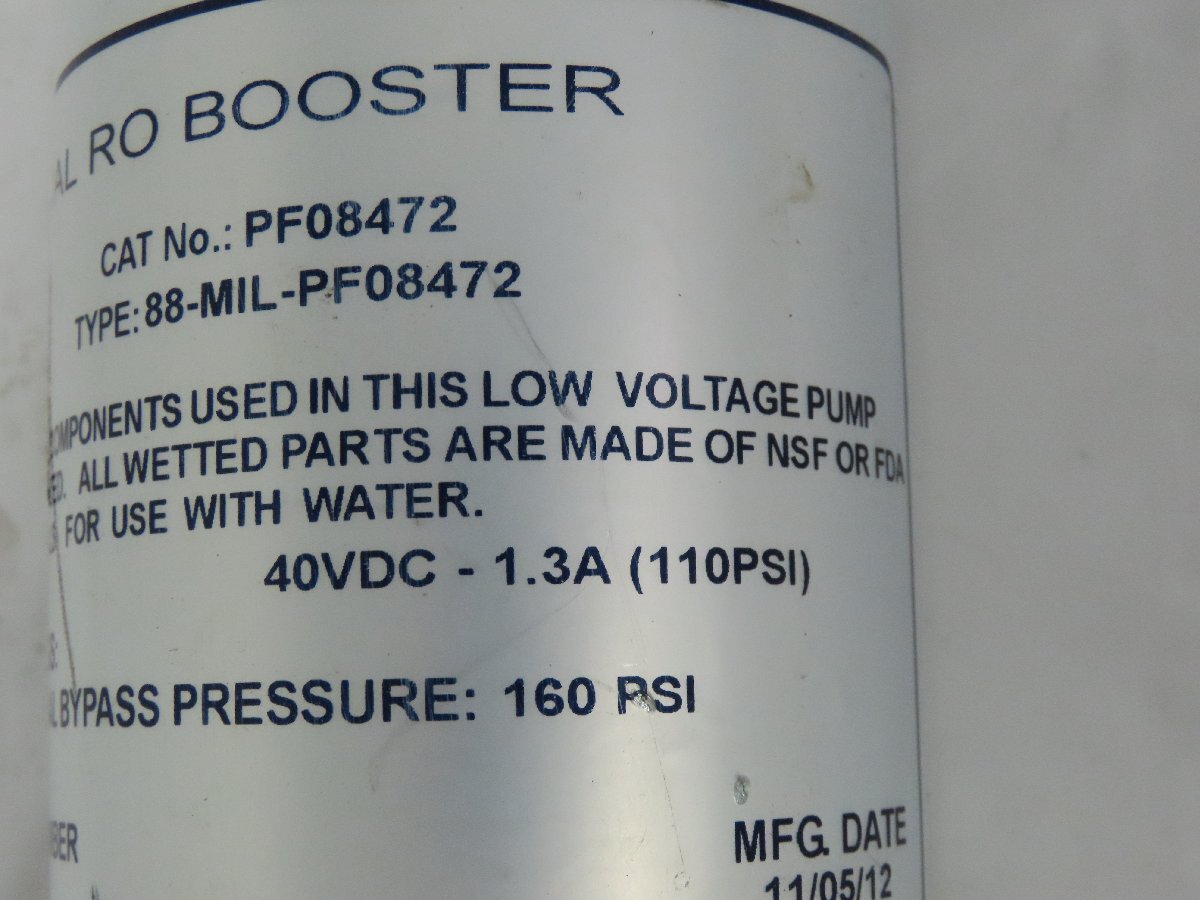 AL RO BOOSTER
CAT No.: PF08472
TYPE: 88-MIL-PF08472
COMPONENTS USED IN THIS LOW VOLTAGE PUMP
ED. ALL WETTED PARTS ARE MADE OF NSF OR FDA
FOR USE WITH WATER.
40VDC - 1.3A (110PSI)
S:
L BYPASS PRESSURE: 160 PSI
BER
MFG. DATE
11/05/12